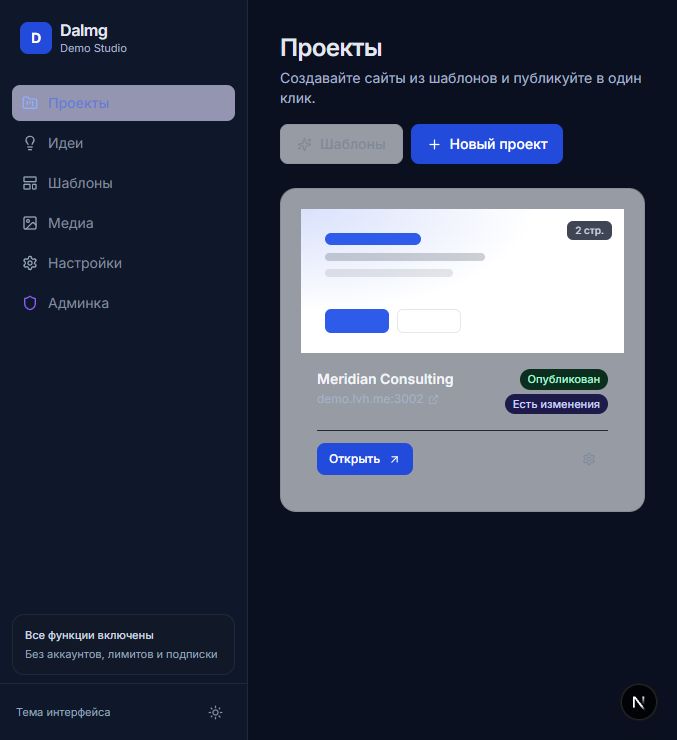 D
Dalmg
Demo Studio
Проекты
Идеи
Шаблоны
Медиа
Настройки
Админка
Все функции включены
Без аккаунтов, лимитов и подписки
Тема интерфейса
Проекты
Создавайте сайты из шаблонов и публикуйте в один
клик.
Шаблоны
Новый проект
2 стр.
Meridian Consulting
Опубликован
demo.lvh.me:3002
Есть изменения
Открыть
N